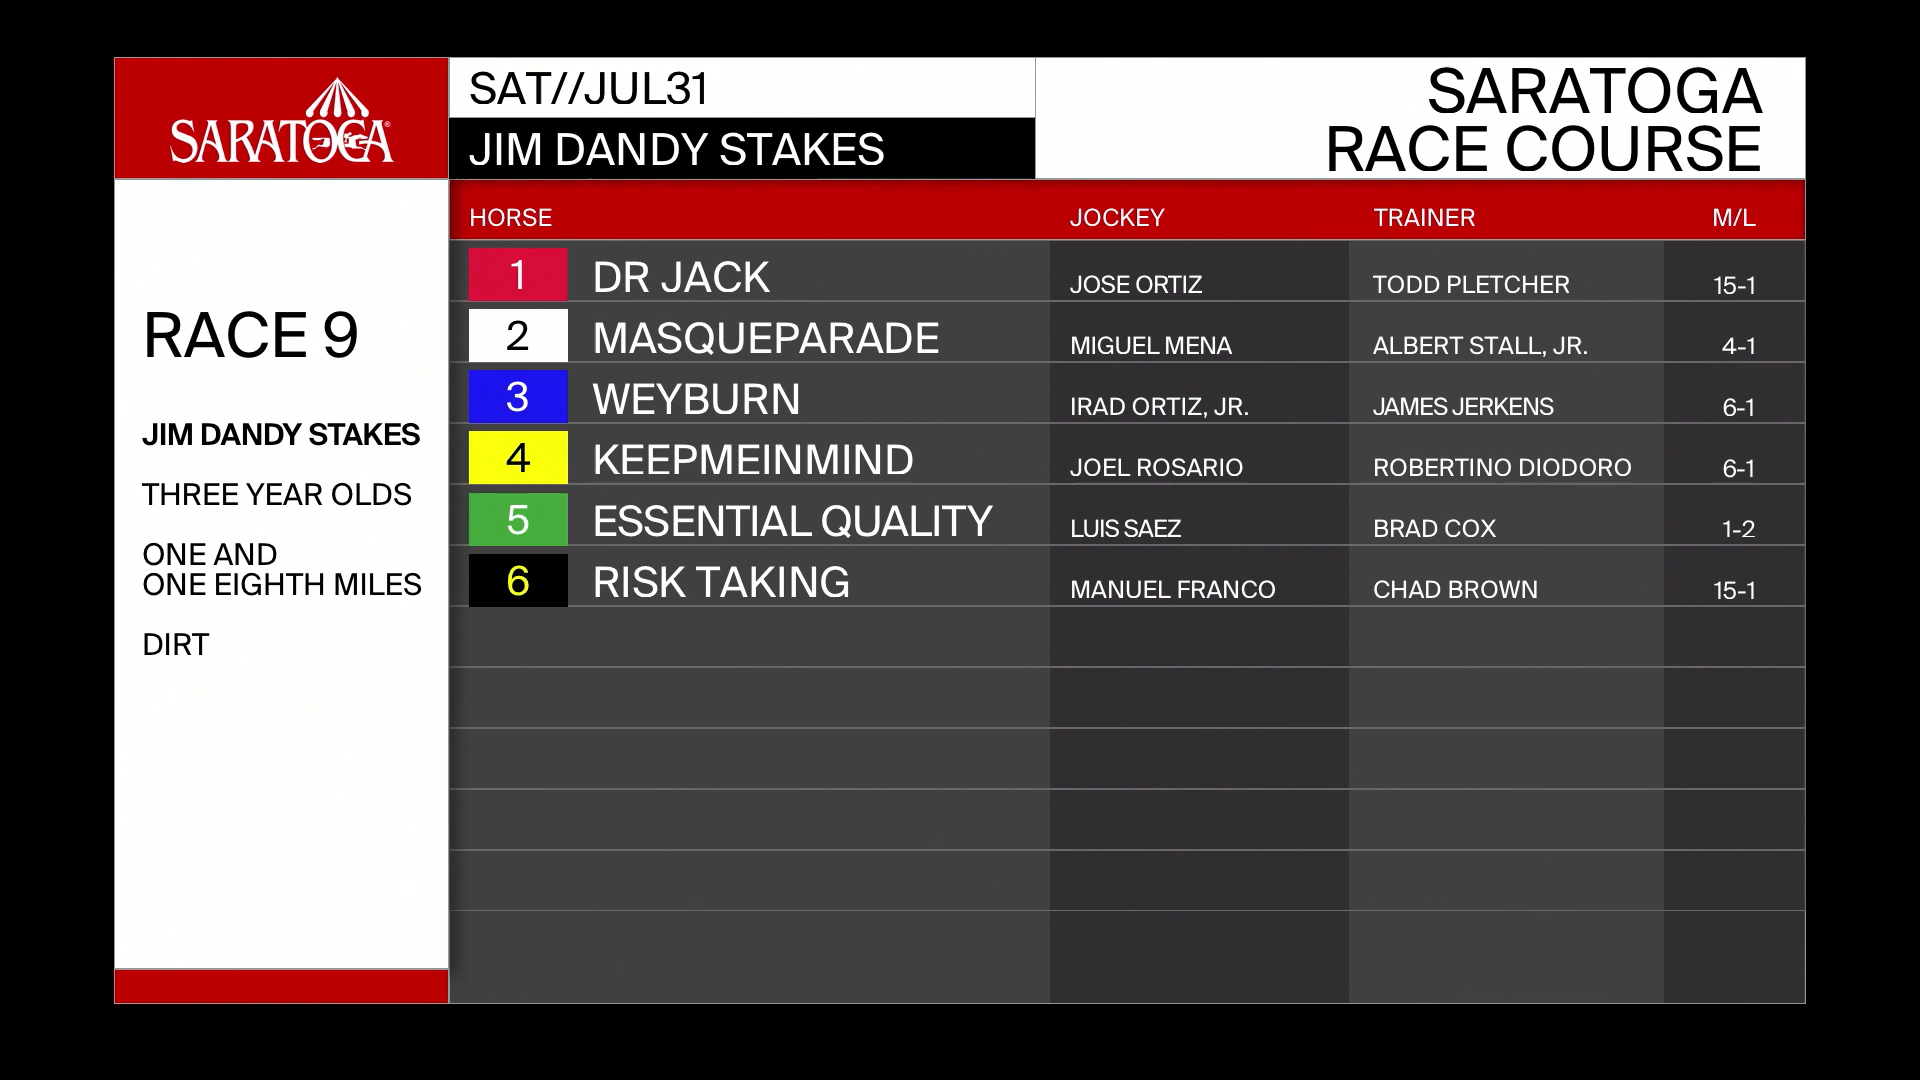 SARATOGA®
SAT//JUL31
JIM DANDY STAKES
SARATOGA
RACE COURSE
RACE 9
JIM DANDY STAKES
THREE YEAR OLDS
ONE AND
ONE EIGHTH MILES
DIRT
HORSE JOCKEY TRAINER M/L
1 DR JACK JOSE ORTIZ TODD PLETCHER 15-1
2 MASQUEPARADE MIGUEL MENA ALBERT STALL, JR. 4-1
3 WEYBURN IRAD ORTIZ, JR. JAMES JERKENS 6-1
4 KEEPMEINMIND JOEL ROSARIO ROBERTINO DIODORO 6-1
5 ESSENTIAL QUALITY LUIS SAEZ BRAD COX 1-2
6 RISK TAKING MANUEL FRANCO CHAD BROWN 15-1